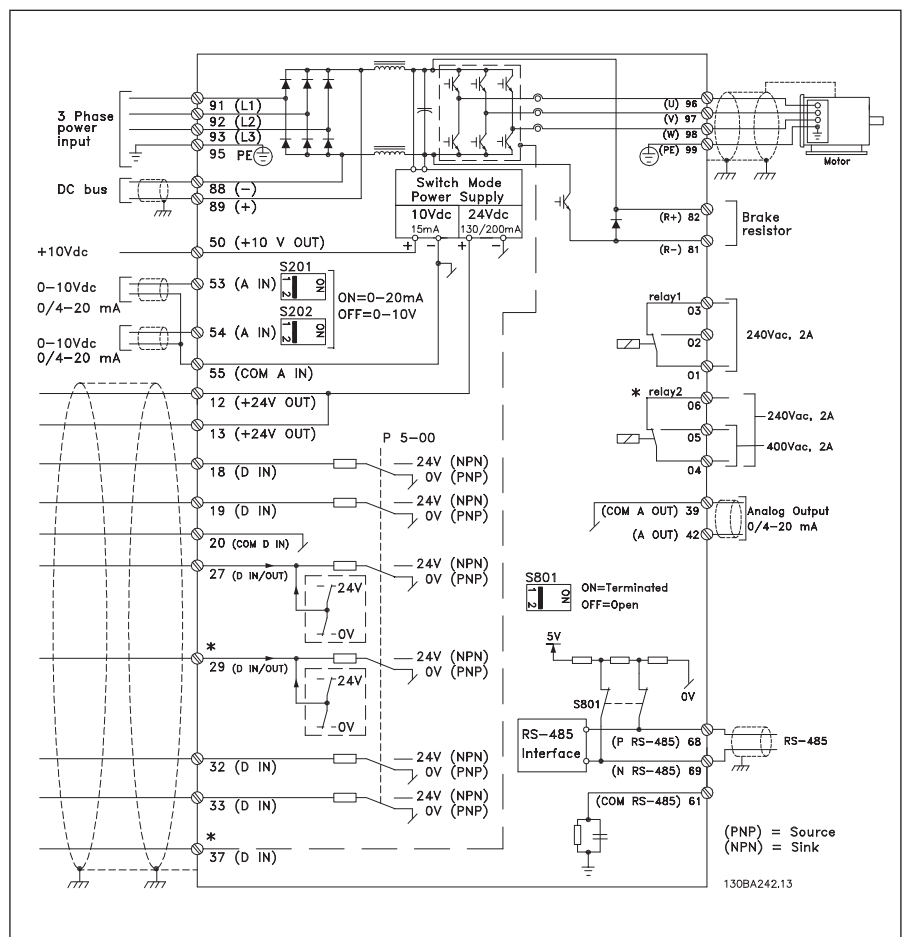 3 Phase
power
input
91 (L1)
92 (L2)
93 (L3)
95 PE
DC bus
88 (-)
89 (+)
Switch Mode
Power Supply
10Vdc
15mA
24Vdc
130/200mA
+ - + -
(U) 96
(V) 97
(W) 98
(PE) 99
Motor
(R+) 82
(R-) 81
Brake
resistor
+10Vdc
50 (+10 V OUT)
0-10Vdc
0/4-20 mA
53 (A IN)
S201
ON
1 2
0-10Vdc
0/4-20 mA
54 (A IN)
S202
ON
1 2
ON=0-20mA
OFF=0-10V
55 (COM A IN)
12 (+24V OUT)
13 (+24V OUT)
P 5-00
18 (D IN)
24V (NPN)
0V (PNP)
19 (D IN)
24V (NPN)
0V (PNP)
20 (COM D IN)
27 (D IN/OUT)
24V (NPN)
0V (PNP)
24V
0V
*
29 (D IN/OUT)
24V (NPN)
0V (PNP)
24V
0V
32 (D IN)
24V (NPN)
0V (PNP)
33 (D IN)
24V (NPN)
0V (PNP)
*
37 (D IN)
relay1
03
02
01
240Vac, 2A
* relay2
06
05
04
240Vac, 2A
400Vac, 2A
(COM A OUT) 39
(A OUT) 42
Analog Output
0/4-20 mA
S801
ON
1 2
ON=Terminated
OFF=Open
5V
0V
S801
RS-485
Interface
(P RS-485) 68
(N RS-485) 69
RS-485
(COM RS-485) 61
(PNP) = Source
(NPN) = Sink
130BA242.13